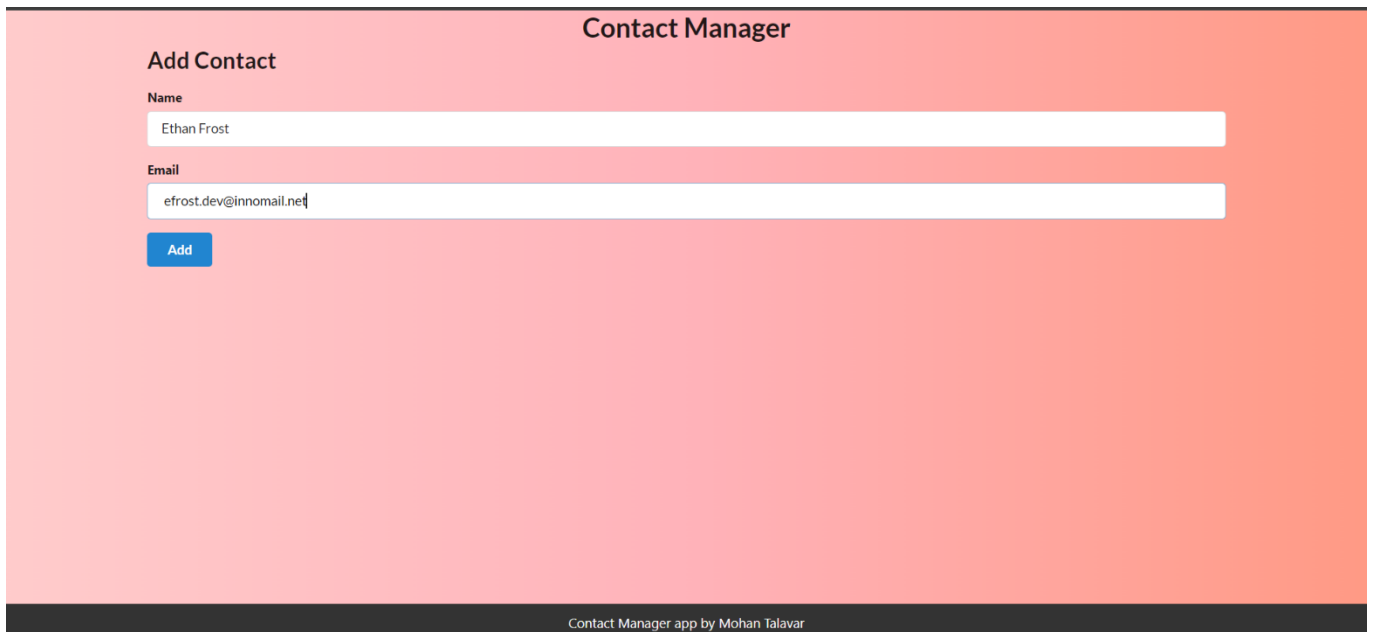 Contact Manager
Add Contact
Name
Ethan Frost
Email
efrost.dev@innomail.net
Add
Contact Manager app by Mohan Talavar